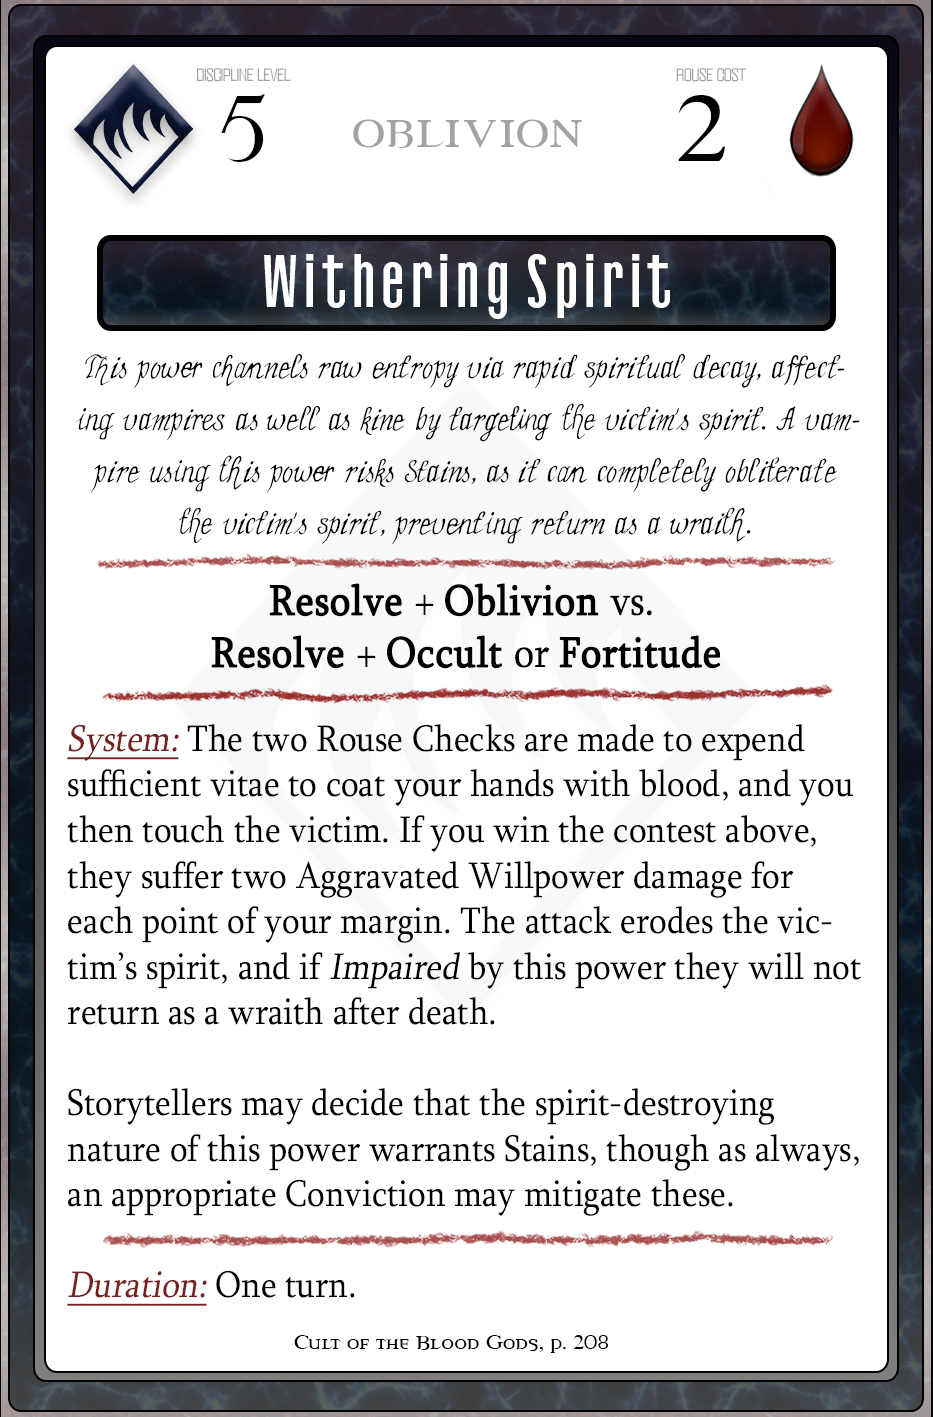 DISCIPLINE LEVEL
5
OBLIVION
ROUSE COST
2
Withering Spirit
This power channels raw entropy via rapid spiritual decay, affect-
ing vampires as well as kine by targeting the victim's spirit. A vam-
pire using this power risks Stains, as it can completely obliterate
the victim's spirit, preventing return as a wraith.
Resolve + Oblivion vs.
Resolve + Occult or Fortitude
System: The two Rouse Checks are made to expend
sufficient vitae to coat your hands with blood, and you
then touch the victim. If you win the contest above,
they suffer two Aggravated Willpower damage for
each point of your margin. The attack erodes the vic-
tim's spirit, and if Impaired by this power they will not
return as a wraith after death.
Storytellers may decide that the spirit-destroying
nature of this power warrants Stains, though as always,
an appropriate Conviction may mitigate these.
Duration: One turn.
Cult of the Blood Gods, p. 208